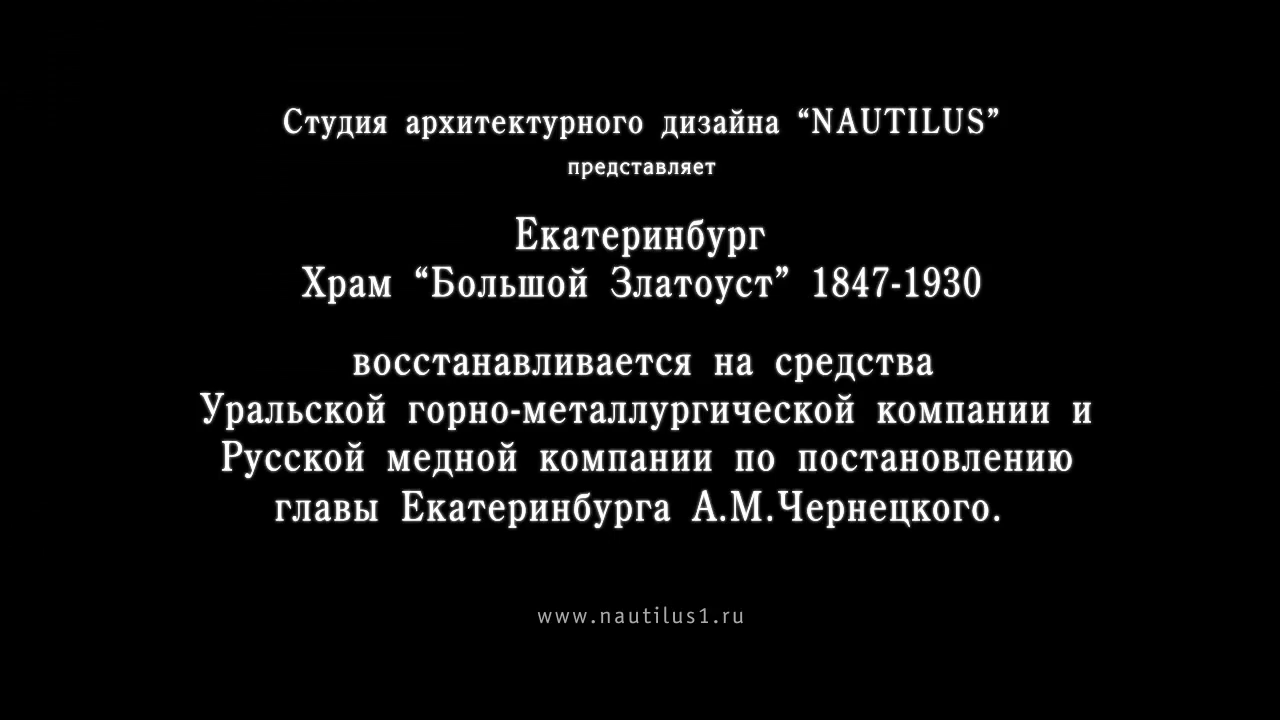 Студия архитектурного дизайна “NAUTILUS”
представляет
Екатеринбург
Храм “Большой Златоуст” 1847-1930
восстанавливается на средства
Уральской горно-металлургической компании и
Русской медной компании по постановлению
главы Екатеринбурга А.М.Чернецкого.
www.nautilus1.ru